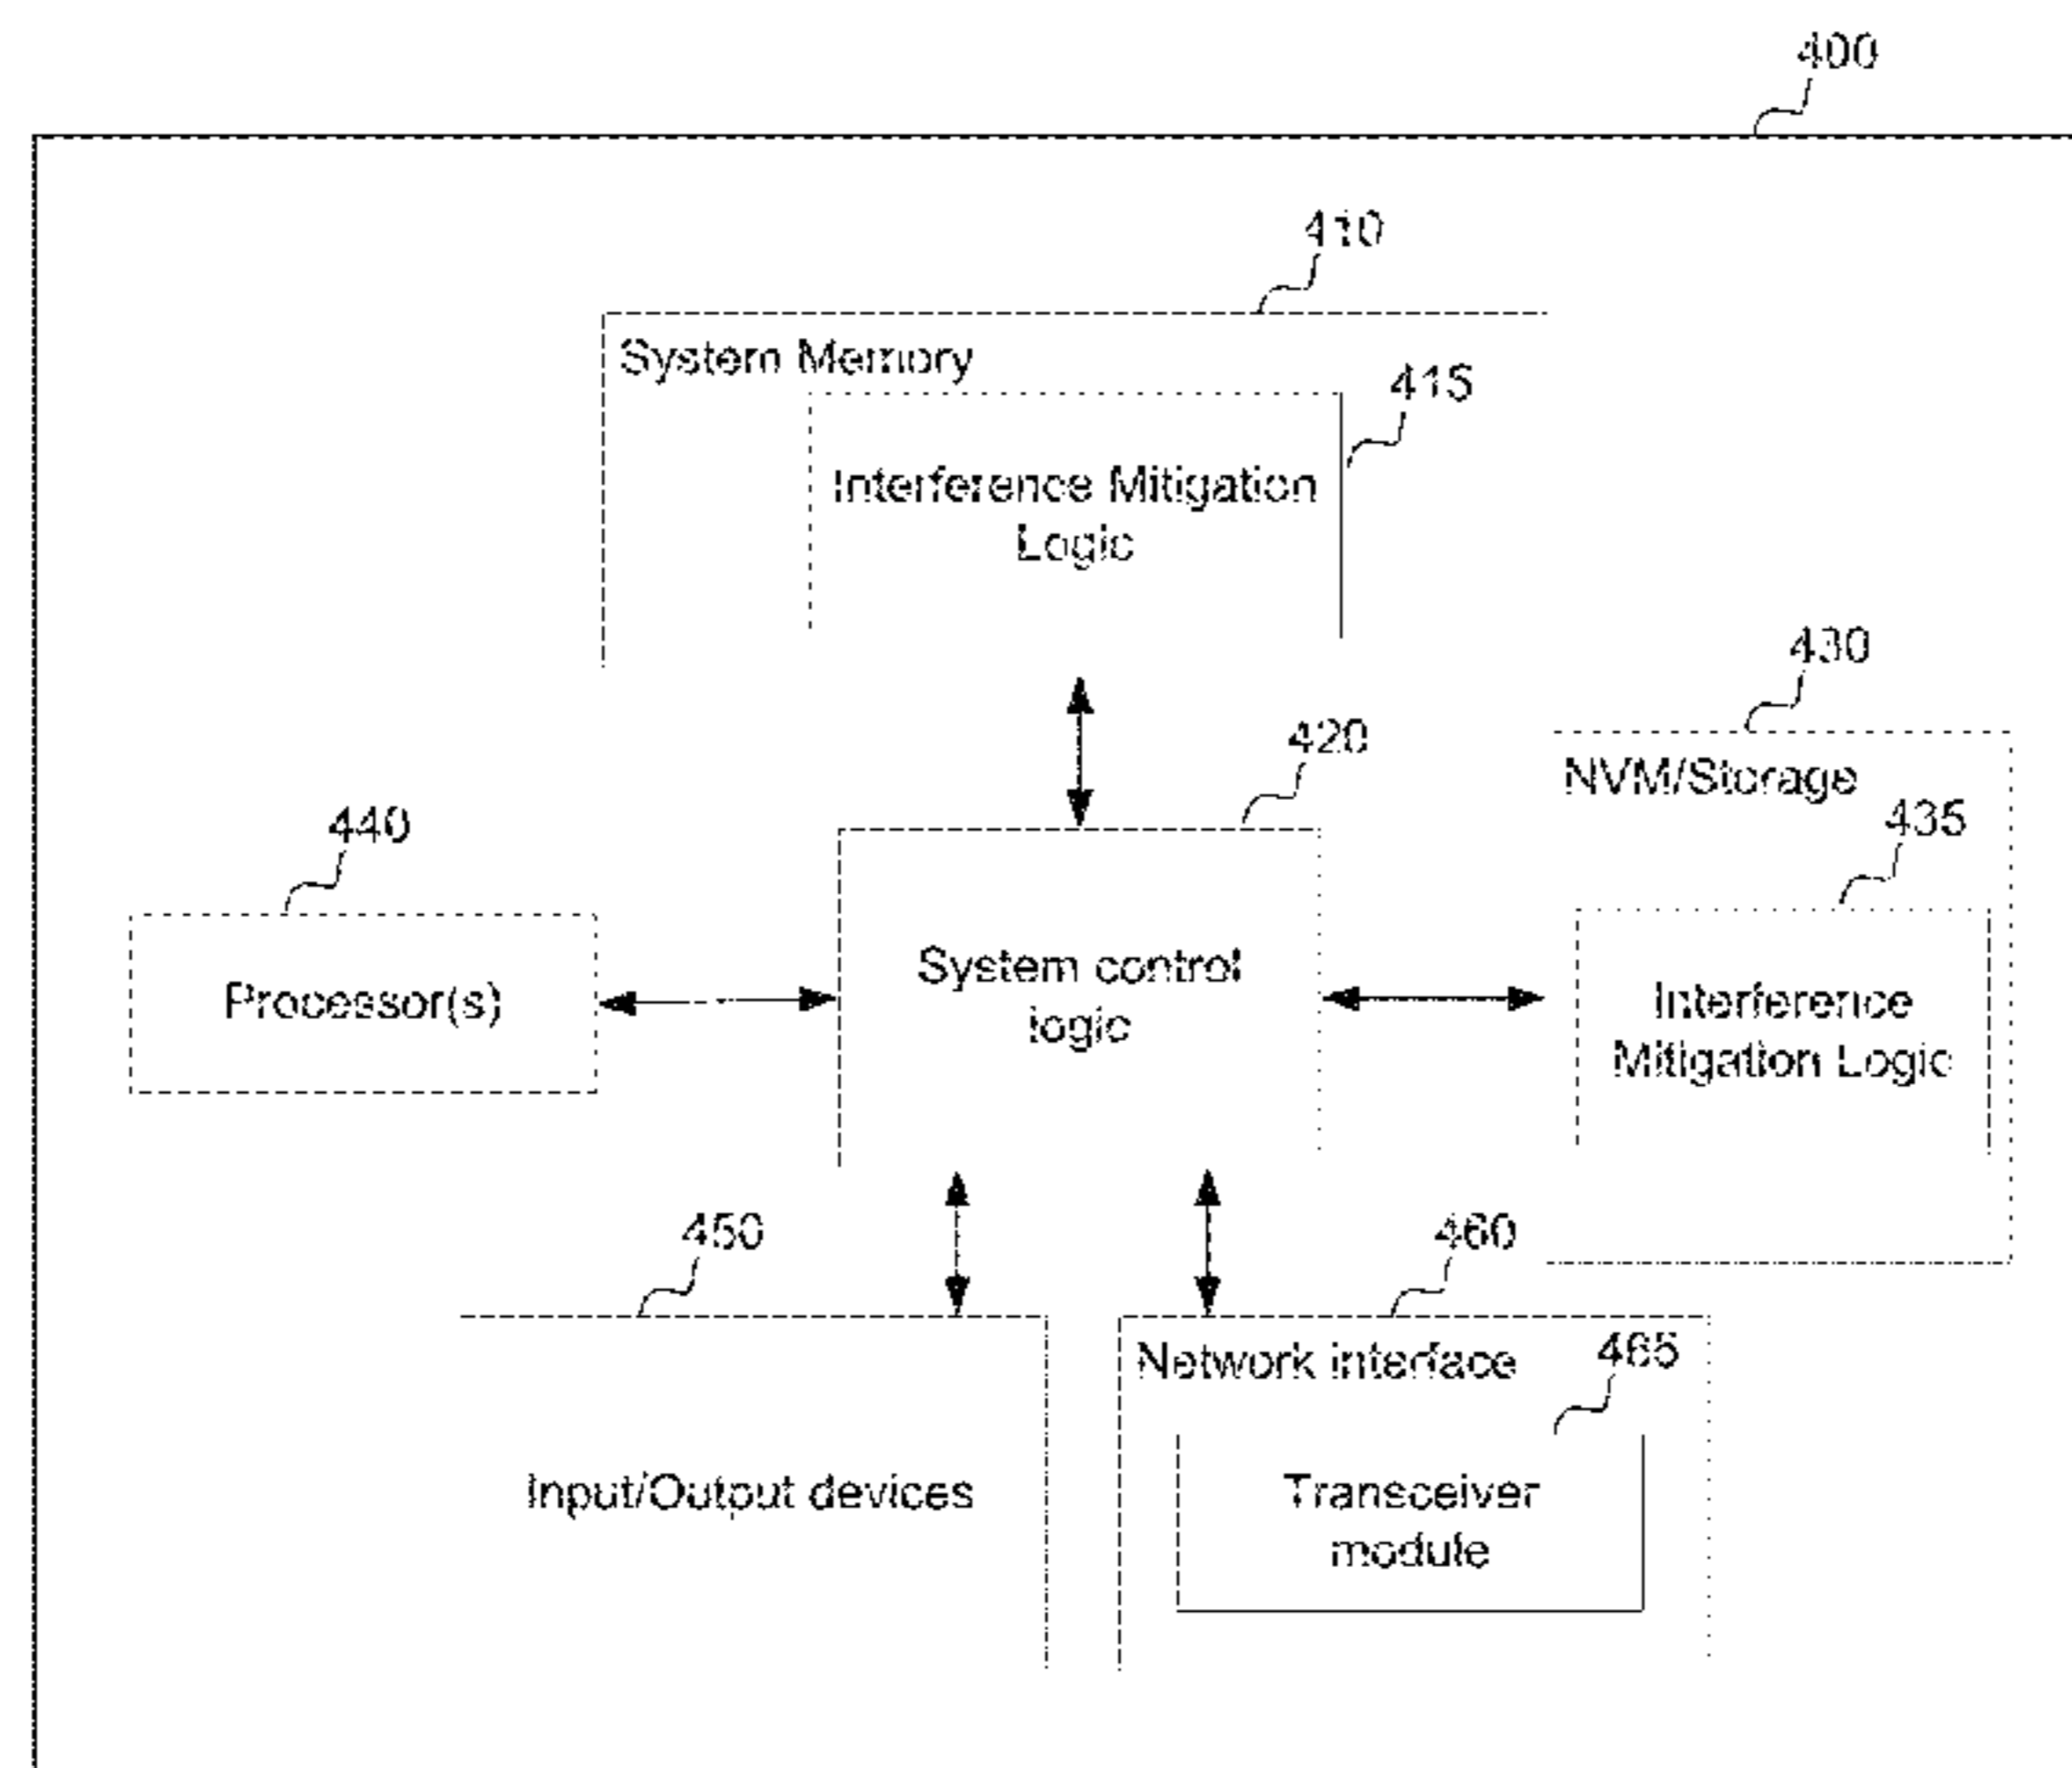 400
410
System Memory
415
Interference Mitigation
Logic
430
420
NVM/Storage
440
435
System control
logic
Processor(s)
Interference
Mitigation Logic
450
460
Network interface
465
Input/Output devices
Transceiver
module